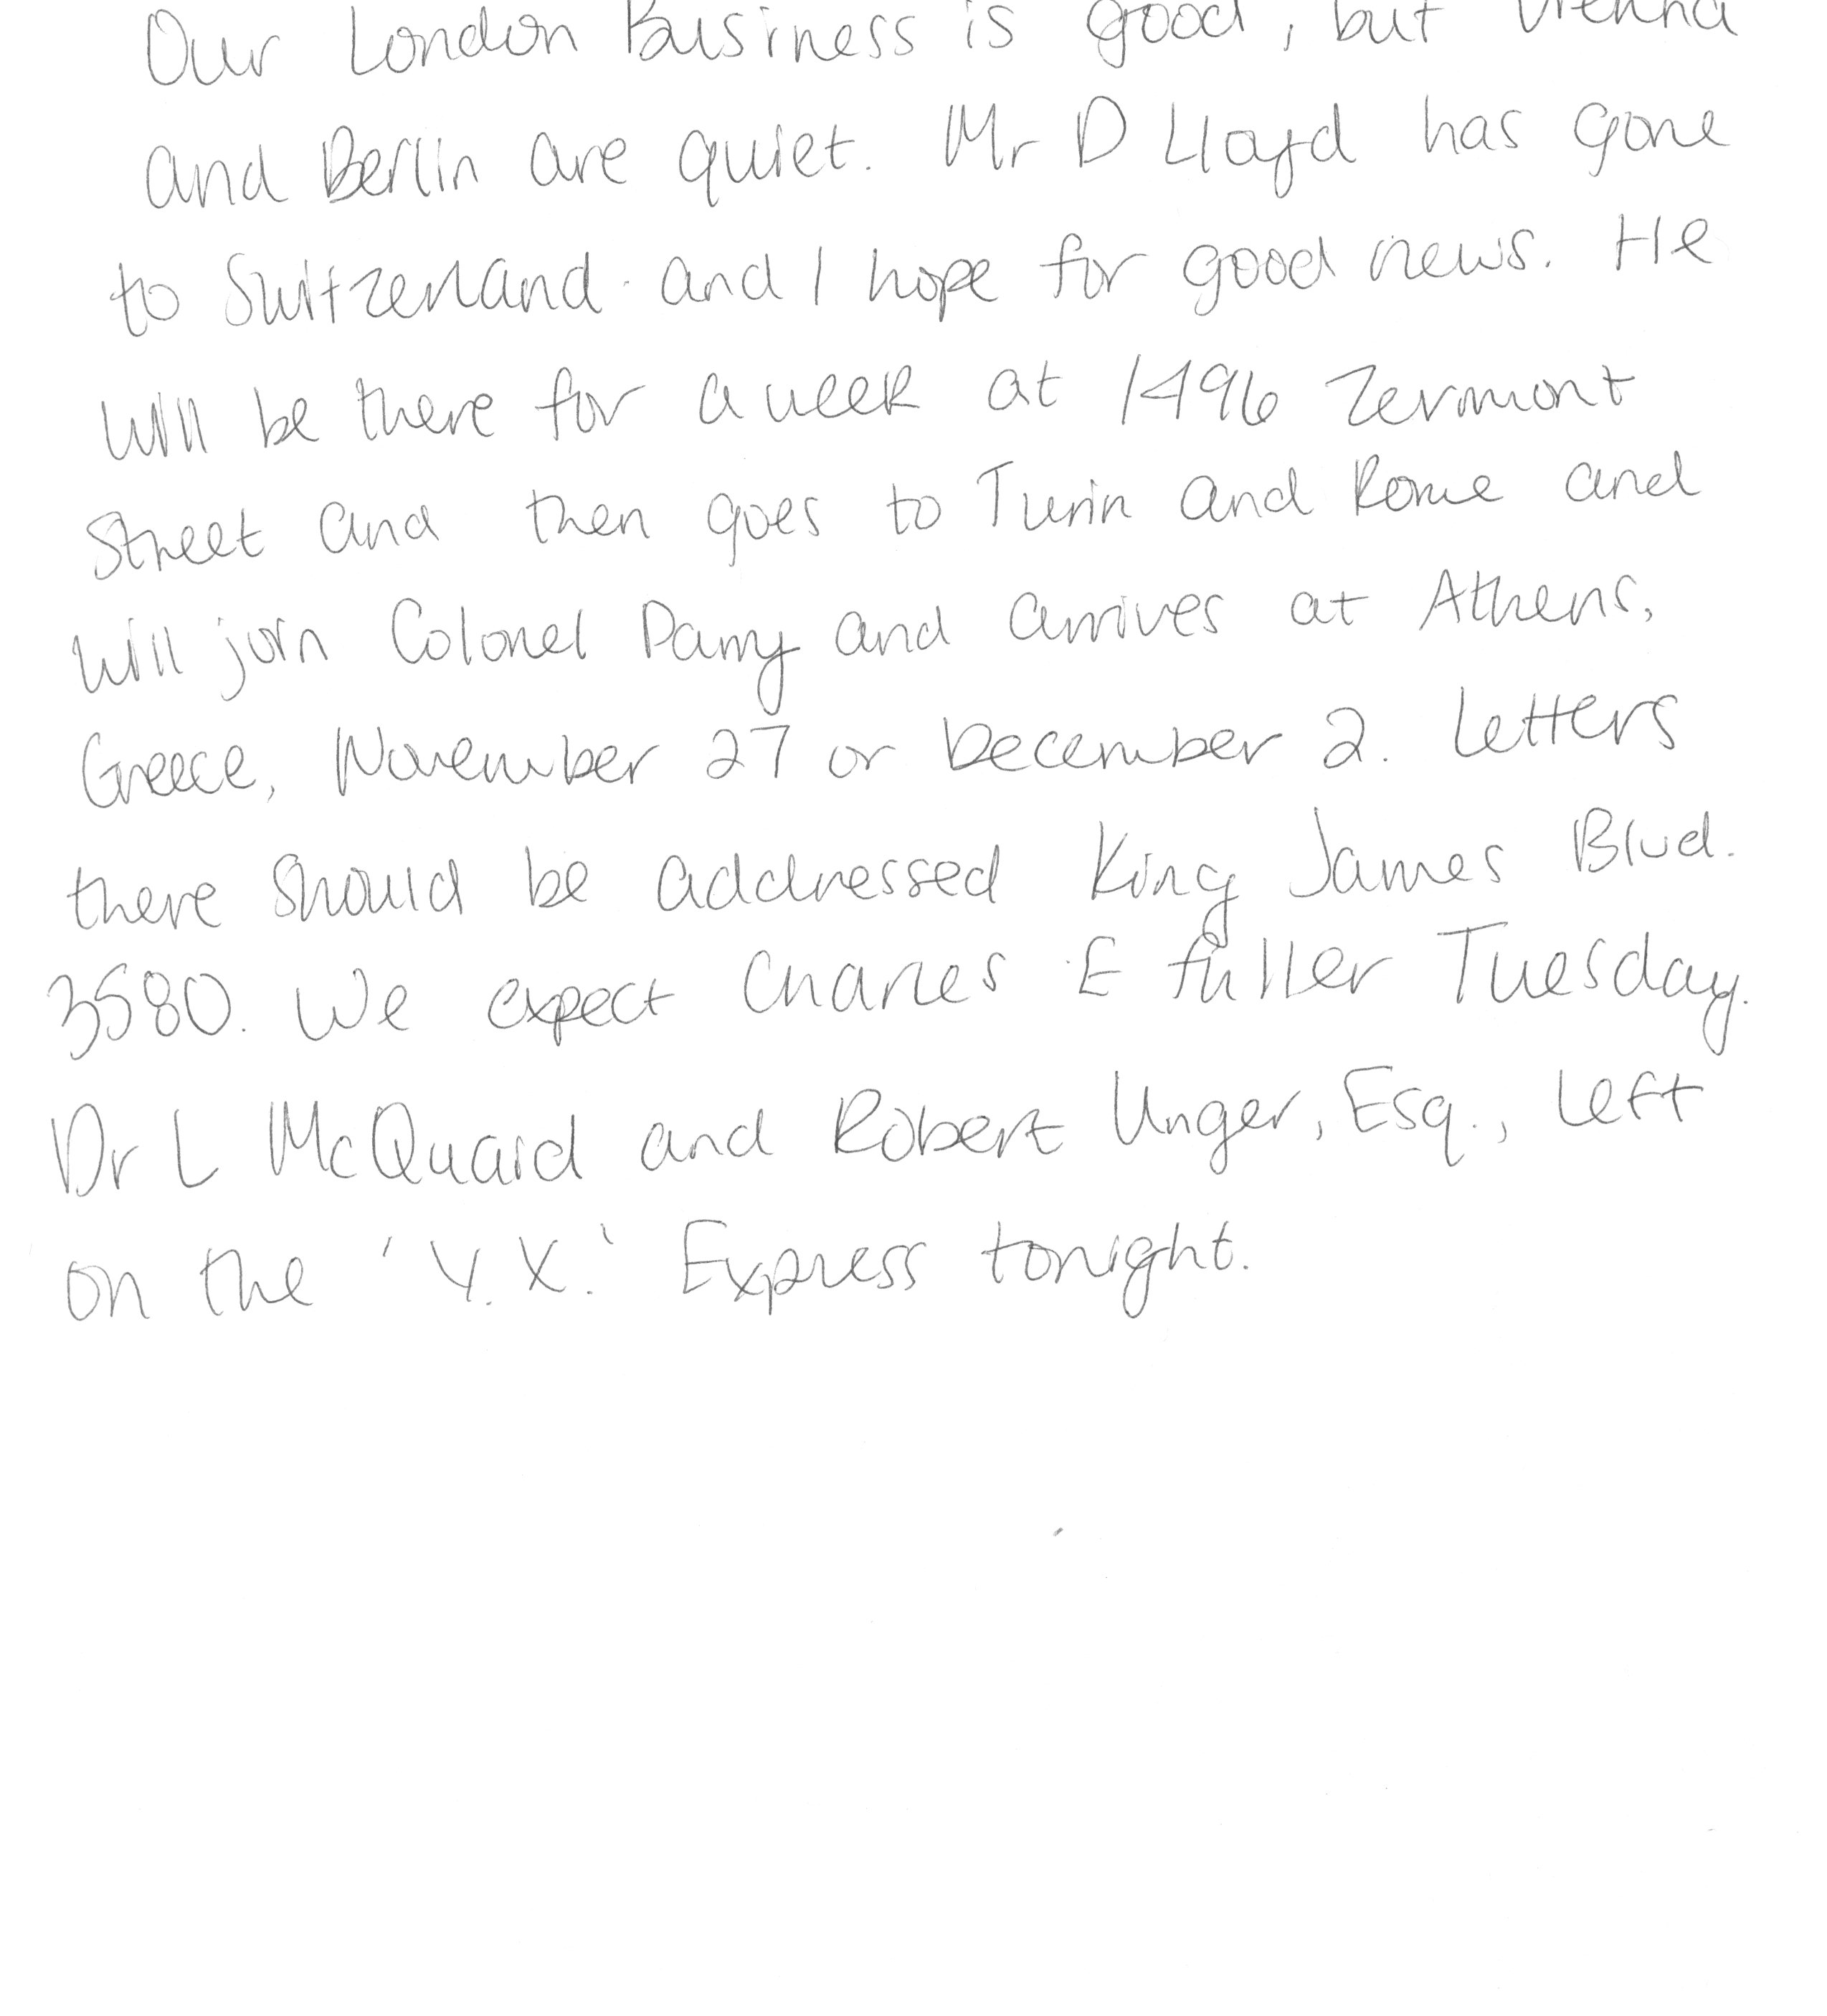 Our London Business is good, but Vienna
and Berlin are quiet. Mr D Lloyd has gone
to Switzerland and I hope for good news. He
will be there for a week at 1496 Zermont
Street and then goes to Turin and Rome and
will join Colonel Parry and arrives at Athens,
Greece, November 27 or December 2. Letters
there should be addressed King James Blvd.
3580. We expect Charles E Fuller Tuesday.
Dr L McQuaid and Robert Unger, Esq., left
on the 'Y.X.' Express tonight.